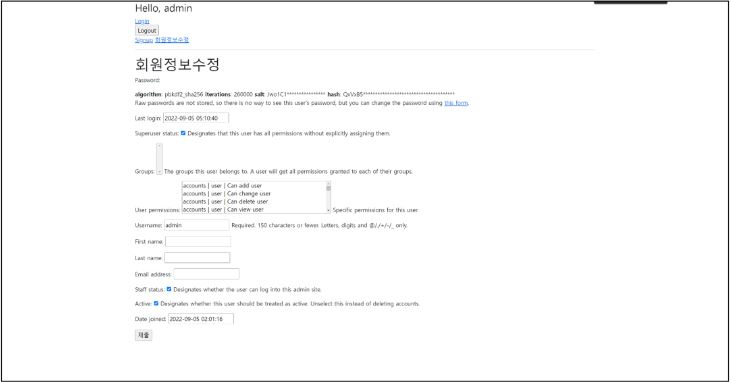 Hello, admin
Login
Logout
Signup 회원정보수정
회원정보수정
Password:
algorithm: pbkdf2_sha256 iterations: 260000 salt: Jwo1C1**************** hash: QxVxB5**************************************
Raw passwords are not stored, so there is no way to see this user's password, but you can change the password using this form.
Last login: 2022-09-05 05:10:40
Superuser status: Designates that this user has all permissions without explicitly assigning them.
Groups: The groups this user belongs to. A user will get all permissions granted to each of their groups.
accounts | user | Can add user
accounts | user | Can change user
accounts | user | Can delete user
accounts | user | Can view user
User permissions: Specific permissions for this user.
Username: admin Required. 150 characters or fewer. Letters, digits and @/./+/-/_ only.
First name:
Last name:
Email address:
Staff status: Designates whether the user can log into this admin site.
Active: Designates whether this user should be treated as active. Unselect this instead of deleting accounts.
Date joined: 2022-09-05 02:01:16
제출